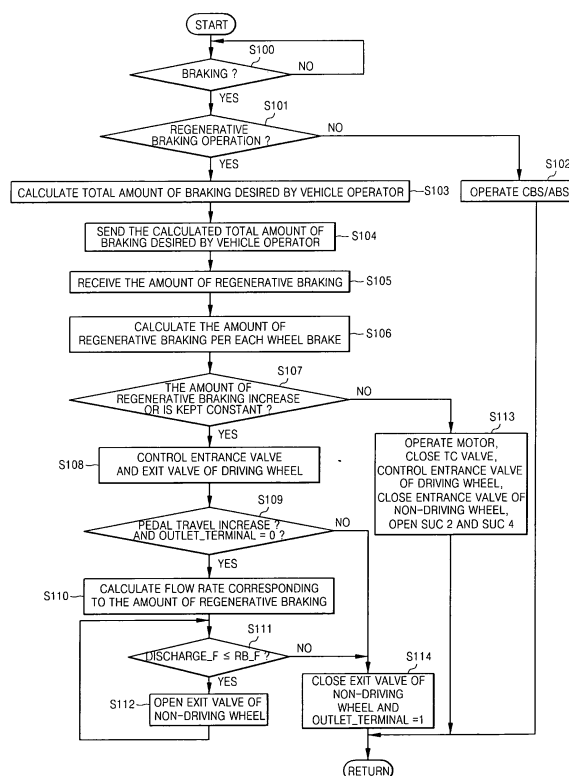 START
S100
BRAKING ?
NO
YES
S101
REGENERATIVE
BRAKING OPERATION ?
NO
YES
S102
CALCULATE TOTAL AMOUNT OF BRAKING DESIRED BY VEHICLE OPERATOR
S103
OPERATE CBS/ABS
SEND THE CALCULATED TOTAL AMOUNT OF
BRAKING DESIRED BY VEHICLE OPERATOR
S104
RECEIVE THE AMOUNT OF REGENERATIVE BRAKING
S105
CALCULATE THE AMOUNT OF
REGENERATIVE BRAKING PER EACH WHEEL BRAKE
S106
S107
THE AMOUNT OF
REGENERATIVE BRAKING INCREASE
OR IS KEPT CONSTANT ?
NO
YES
S113
OPERATE MOTOR,
CLOSE TC VALVE,
CONTROL ENTRANCE VALVE
OF DRIVING WHEEL,
CLOSE ENTRANCE VALVE OF
NON-DRIVING WHEEL,
OPEN SUC 2 AND SUC 4
S108
CONTROL ENTRANCE VALVE
AND EXIT VALVE OF DRIVING WHEEL
S109
PEDAL TRAVEL INCREASE ?
AND OUTLET_TERMINAL = 0 ?
NO
YES
S110
CALCULATE FLOW RATE CORRESPONDING
TO THE AMOUNT OF REGENERATIVE BRAKING
S111
DISCHARGE_F ≤ RB_F ?
NO
YES
S114
CLOSE EXIT VALVE OF
NON-DRIVING
WHEEL AND
OUTLET_TERMINAL =1
S112
OPEN EXIT VALVE OF
NON-DRIVING WHEEL
RETURN